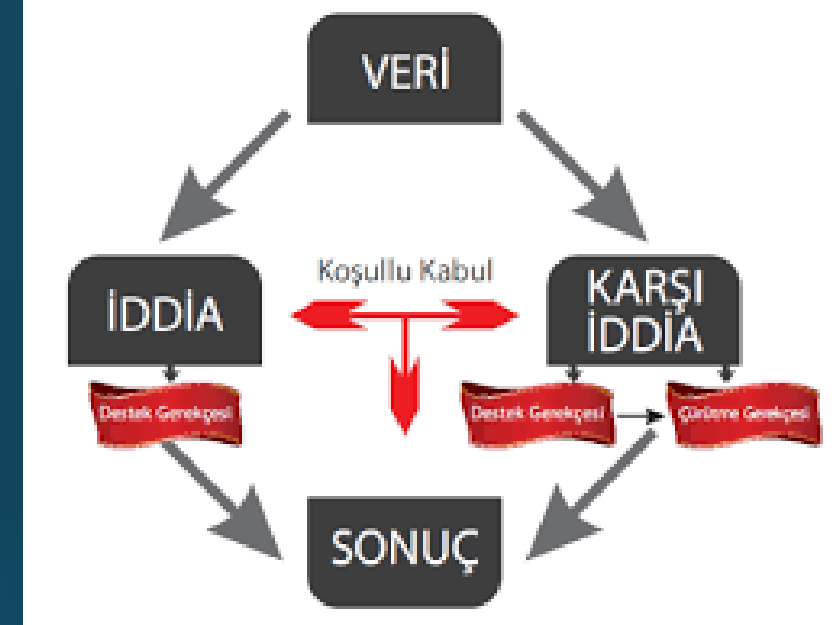 VERİ
Koşullu Kabul
İDDİA
KARŞI
İDDİA
Destek Gerekçesi
Destek Gerekçesi
Çürütme Gerekçesi
SONUÇ